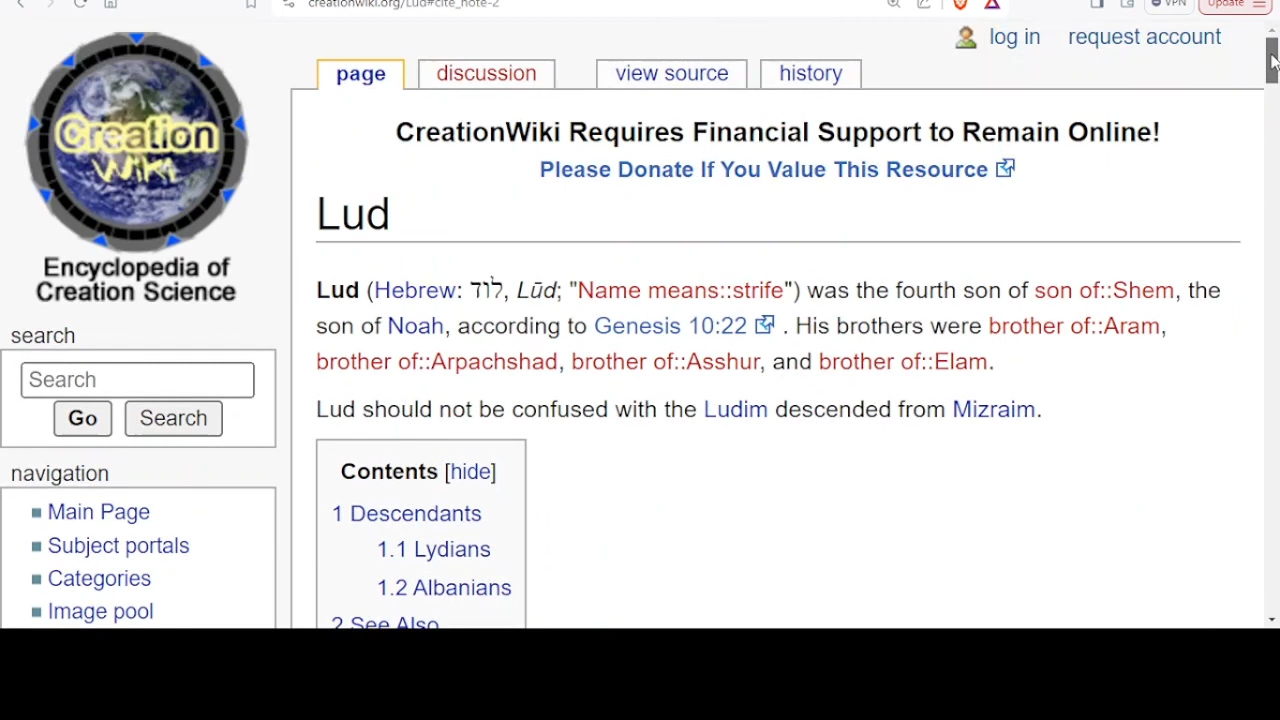 creationwiki.org/Lud#cite_note-2
VPN
Update
log in
request account
page
discussion
view source
history
Creation
Wiki
Encyclopedia of
Creation Science
CreationWiki Requires Financial Support to Remain Online!
Please Donate If You Value This Resource
Lud
Lud (Hebrew: לוּד, Lūd; "Name means::strife") was the fourth son of son of::Shem, the
son of Noah, according to Genesis 10:22 . His brothers were brother of::Aram,
brother of::Arpachshad, brother of::Asshur, and brother of::Elam.
Lud should not be confused with the Ludim descended from Mizraim.
search
Search
Go
Search
Contents [hide]
1 Descendants
1.1 Lydians
1.2 Albanians
2 See Also
navigation
Main Page
Subject portals
Categories
Image pool